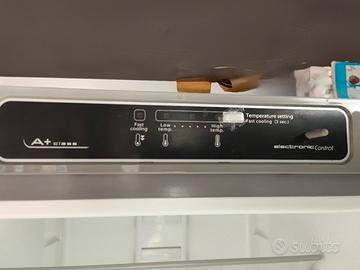 A+ class
Fast cooling
Low temp.
High temp.
Temperature setting
Fast cooling (3 sec.)
electronicControl
Subito